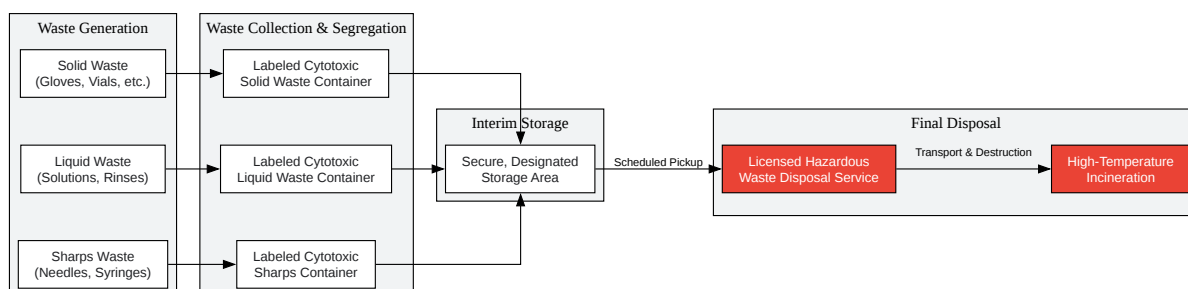 Waste Generation
Solid Waste
(Gloves, Vials, etc.)
Liquid Waste
(Solutions, Rinses)
Sharps Waste
(Needles, Syringes)
Waste Collection & Segregation
Labeled Cytotoxic
Solid Waste Container
Labeled Cytotoxic
Liquid Waste Container
Labeled Cytotoxic
Sharps Container
Interim Storage
Secure, Designated
Storage Area
Scheduled Pickup
Final Disposal
Licensed Hazardous
Waste Disposal Service
Transport & Destruction
High-Temperature
Incineration